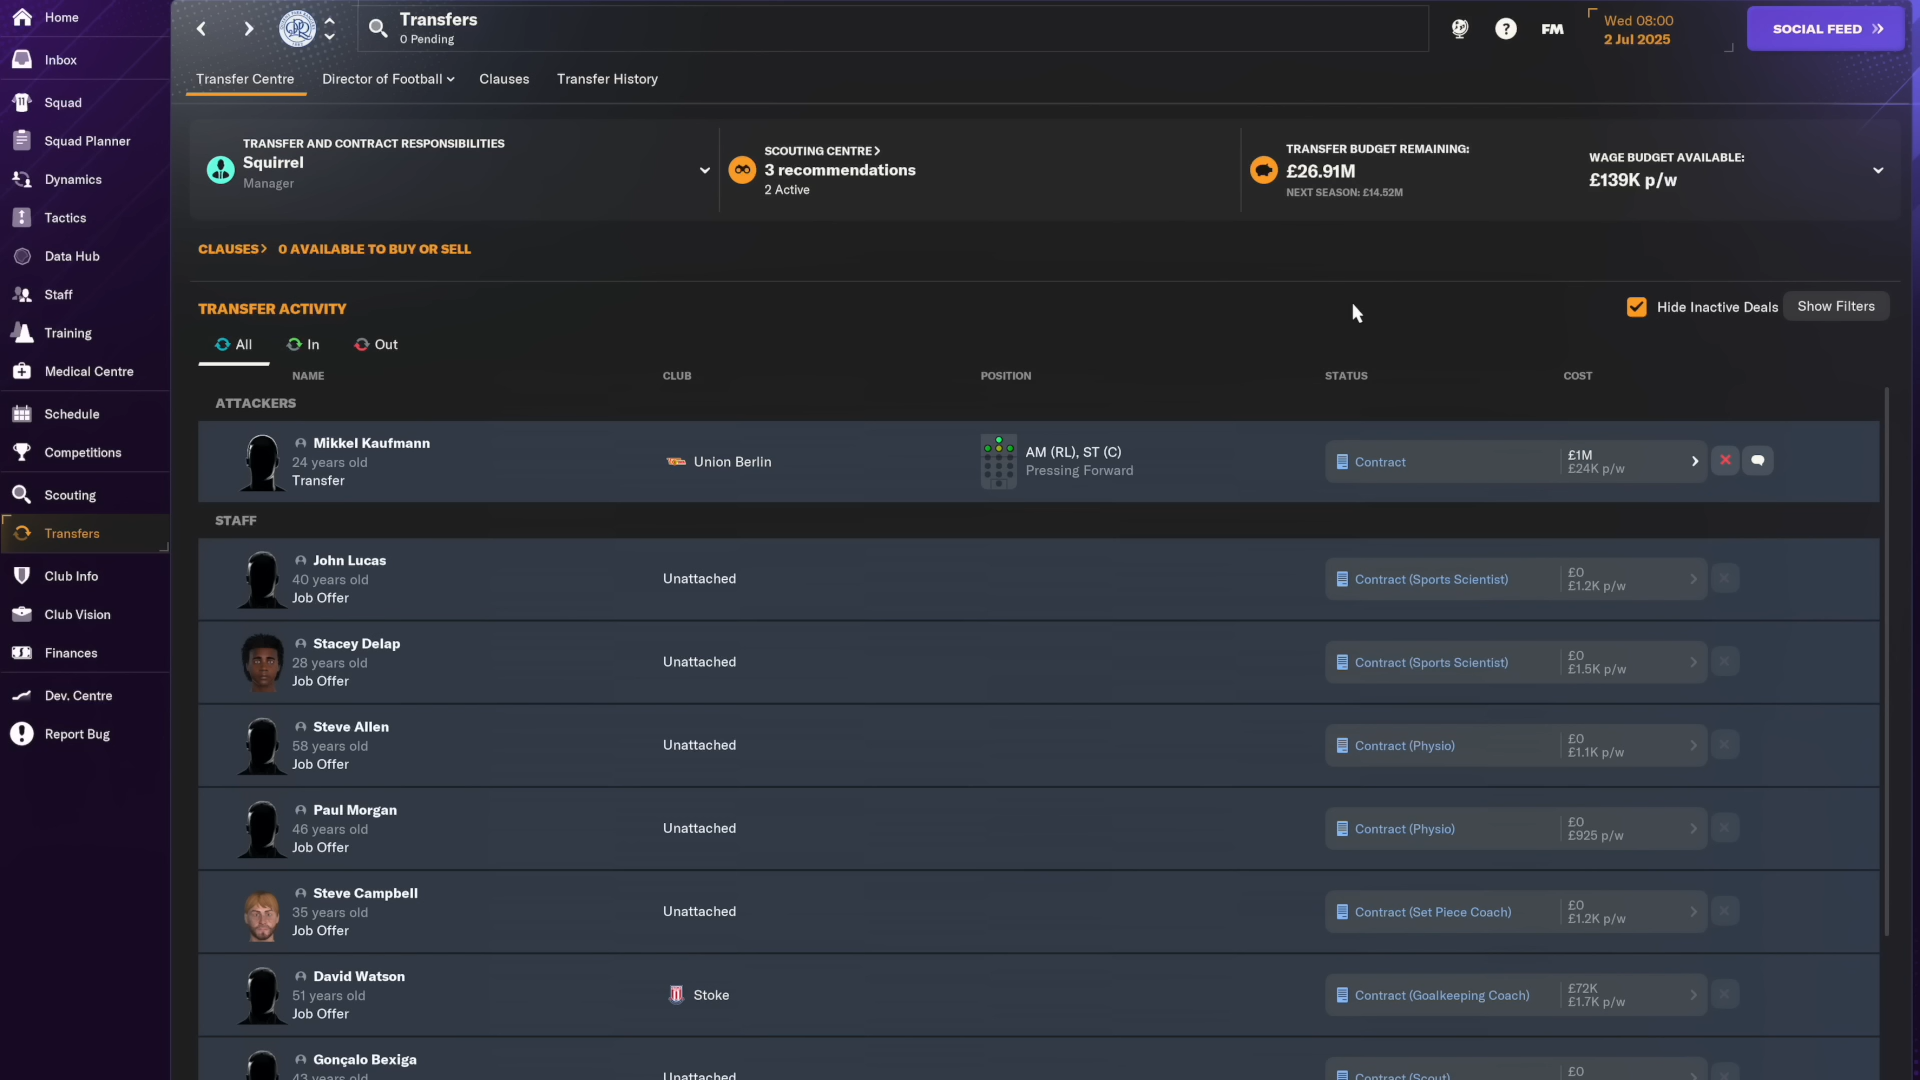 Home
Inbox
Squad
Squad Planner
Dynamics
Tactics
Data Hub
Staff
Training
Medical Centre
Schedule
Competitions
Scouting
Transfers
Club Info
Club Vision
Finances
Dev. Centre
Report Bug
Transfers
0 Pending
FM
Wed 08:00
2 Jul 2025
SOCIAL FEED
Transfer Centre Director of Football Clauses Transfer History
TRANSFER AND CONTRACT RESPONSIBILITIES
Squirrel
Manager
SCOUTING CENTRE>
3 recommendations
2 Active
TRANSFER BUDGET REMAINING:
£26.91M
NEXT SEASON: £14.52M
WAGE BUDGET AVAILABLE:
£139K p/w
CLAUSES> 0 AVAILABLE TO BUY OR SELL
TRANSFER ACTIVITY
Hide Inactive Deals Show Filters
All In Out
NAME CLUB POSITION STATUS COST
ATTACKERS
Mikkel Kaufmann
24 years old
Transfer
Union Berlin
AM (RL), ST (C)
Pressing Forward
Contract
£1M
£24K p/w
STAFF
John Lucas
40 years old
Job Offer
Unattached
Contract (Sports Scientist)
£0
£1.2K p/w
Stacey Delap
28 years old
Job Offer
Unattached
Contract (Sports Scientist)
£0
£1.5K p/w
Steve Allen
58 years old
Job Offer
Unattached
Contract (Physio)
£0
£1.1K p/w
Paul Morgan
46 years old
Job Offer
Unattached
Contract (Physio)
£0
£925 p/w
Steve Campbell
35 years old
Job Offer
Unattached
Contract (Set Piece Coach)
£0
£1.2K p/w
David Watson
51 years old
Job Offer
Stoke
Contract (Goalkeeping Coach)
£72K
£1.7K p/w
Gonçalo Bexiga
43 years old
Unattached
Contract (Scout)
£0